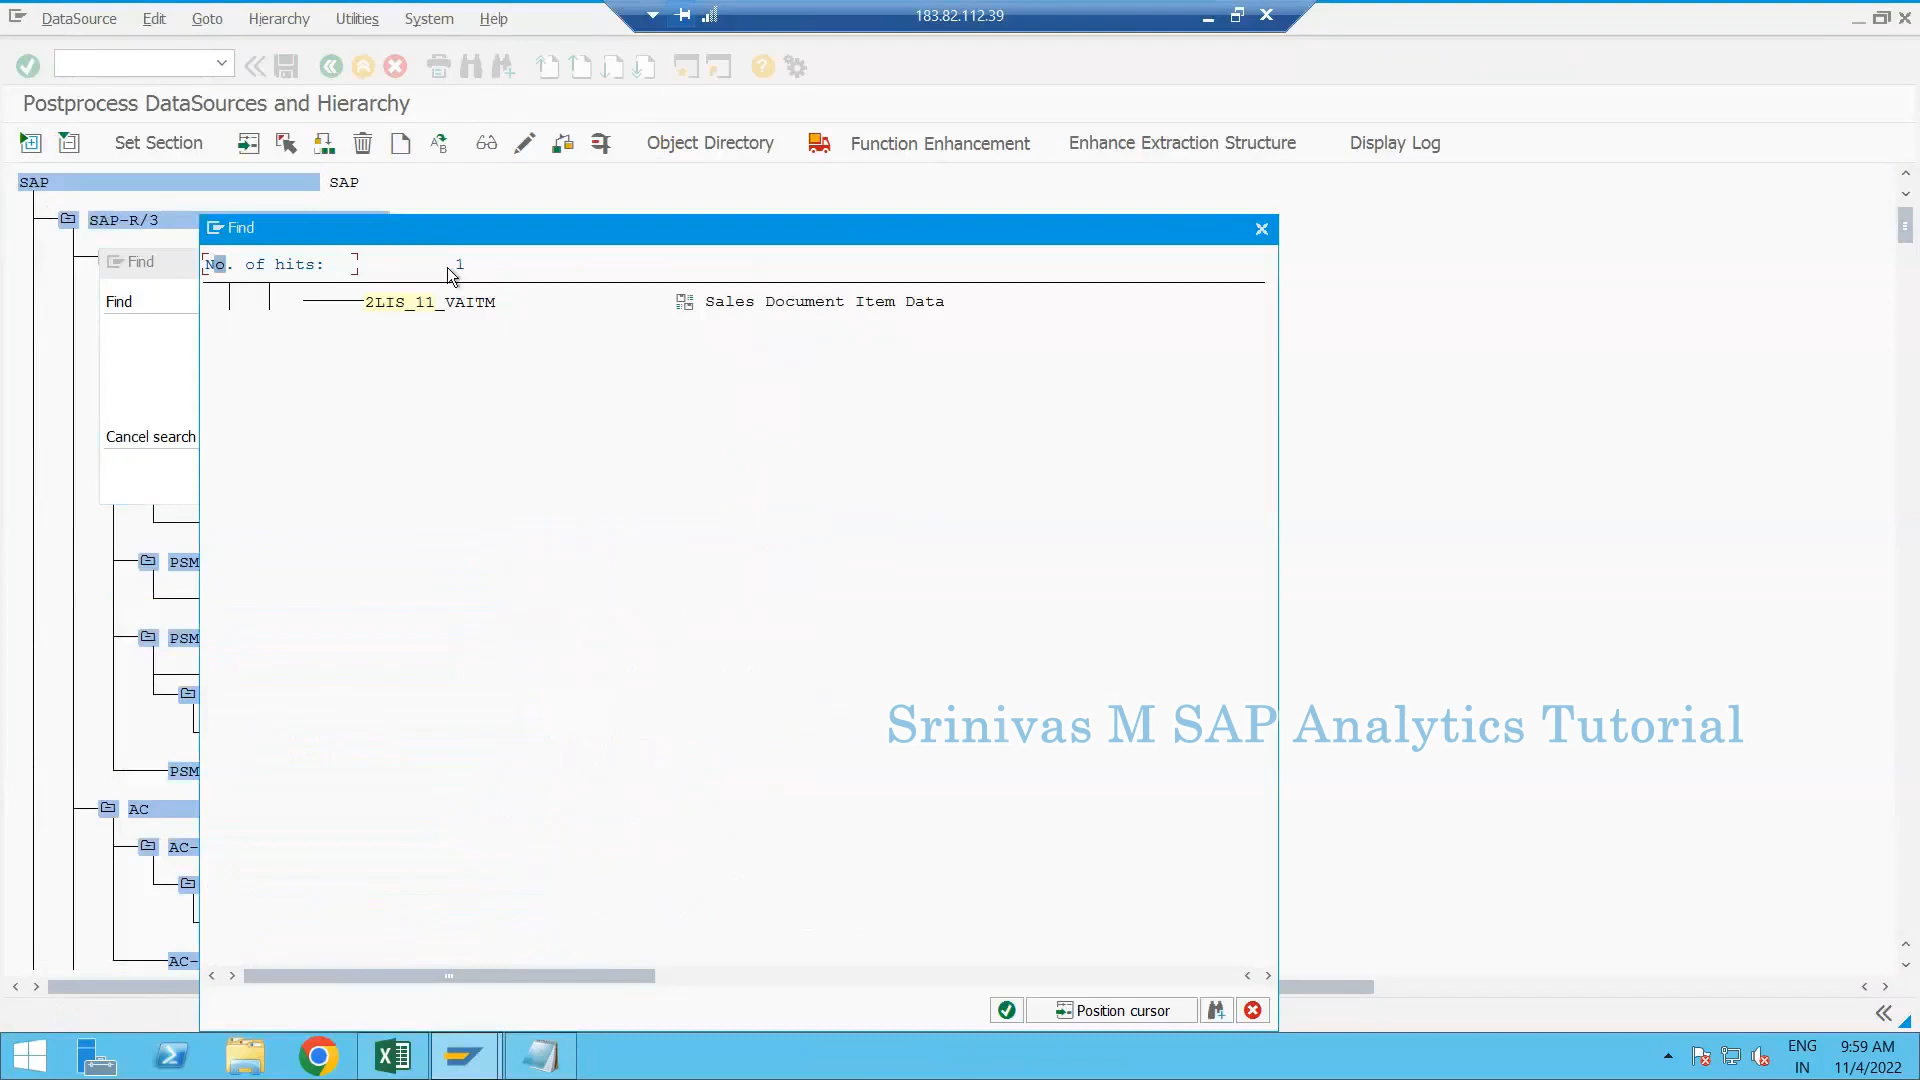 DataSource Edit Goto Hierarchy Utilities System Help
183.82.112.39
Postprocess DataSources and Hierarchy
Set Section Object Directory Function Enhancement Enhance Extraction Structure Display Log
SAP SAP
SAP-R/3
Find
Find
Cancel search
Find
No. of hits: 1
2LIS_11_VAITM Sales Document Item Data
PSM
PSM
PSM
AC
AC-
AC-
Srinivas M SAP Analytics Tutorial
Position cursor
ENG
IN
9:59 AM
11/4/2022